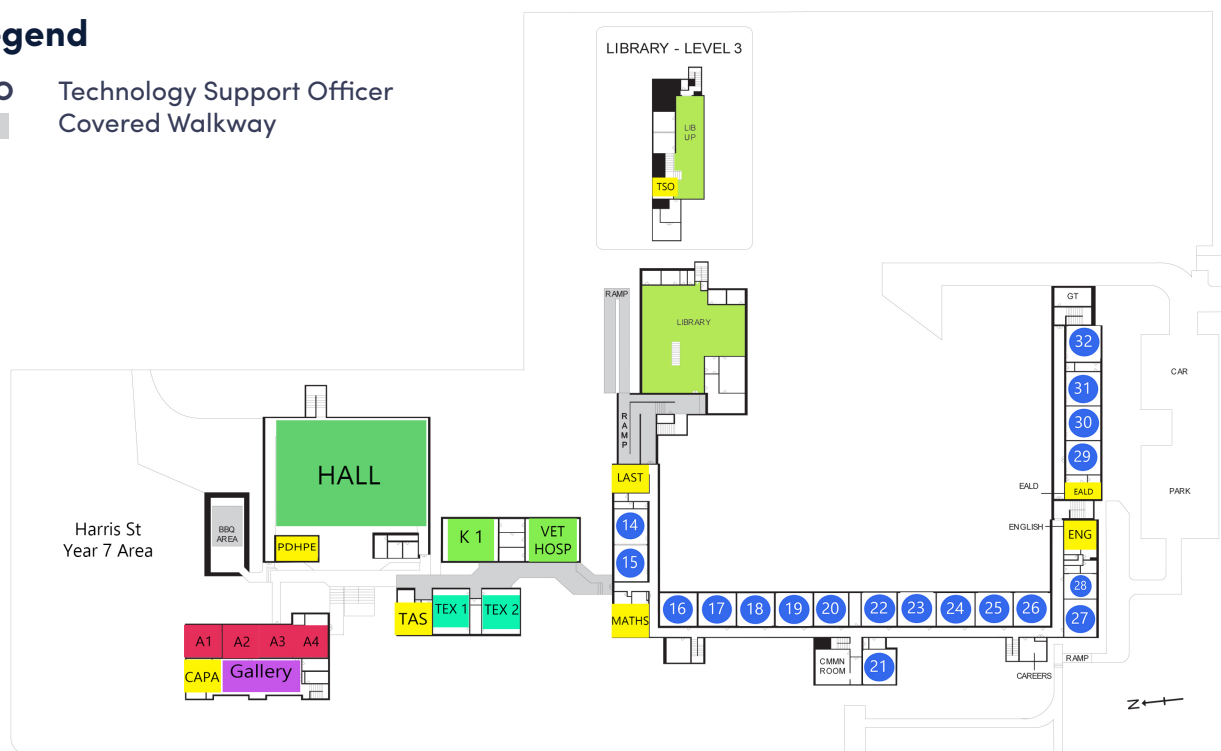 egend
O Technology Support Officer
Covered Walkway
LIBRARY - LEVEL 3
LIB
UP
TSO
RAMP
LIBRARY
RAMP
GT
32
31
30
29
EALD
EALD
ENGLISH
ENG
28
27
CAR
PARK
HALL
PDHPE
BBQ
AREA
Harris St
Year 7 Area
K 1
VET
HOSP
LAST
14
15
MATHS
TAS
TEX 1
TEX 2
A1
A2
A3
A4
CAPA
Gallery
16
17
18
19
20
22
23
24
25
26
CMMN
ROOM
21
CAREERS
RAMP
N